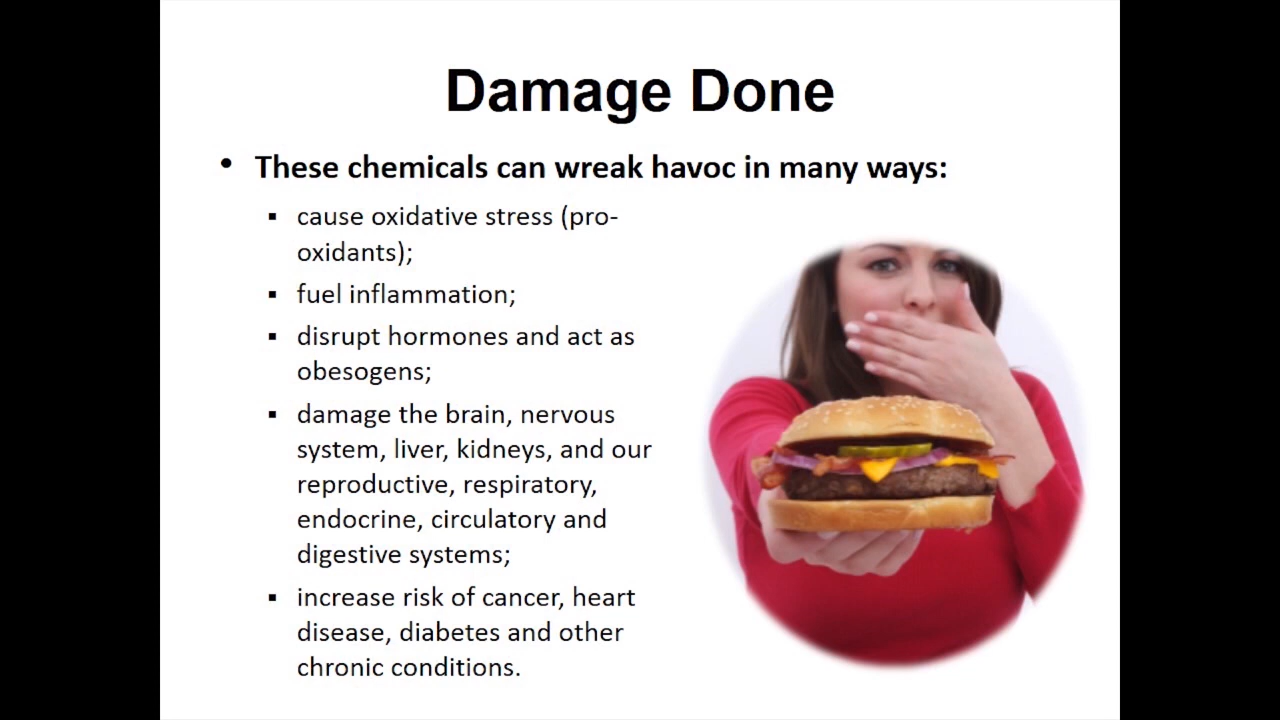 Damage Done
• These chemicals can wreak havoc in many ways:
▪ cause oxidative stress (pro-
oxidants);
▪ fuel inflammation;
▪ disrupt hormones and act as
obesogens;
▪ damage the brain, nervous
system, liver, kidneys, and our
reproductive, respiratory,
endocrine, circulatory and
digestive systems;
▪ increase risk of cancer, heart
disease, diabetes and other
chronic conditions.